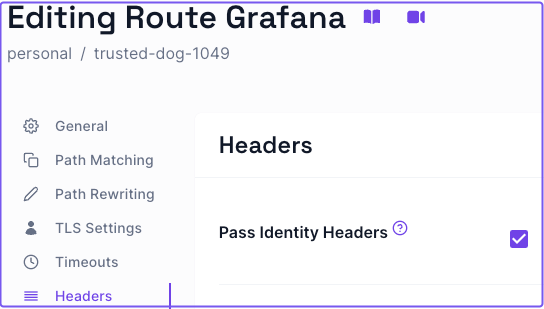 Editing Route Grafana
personal / trusted-dog-1049
General
Path Matching
Path Rewriting
TLS Settings
Timeouts
Headers
Headers
Pass Identity Headers ?